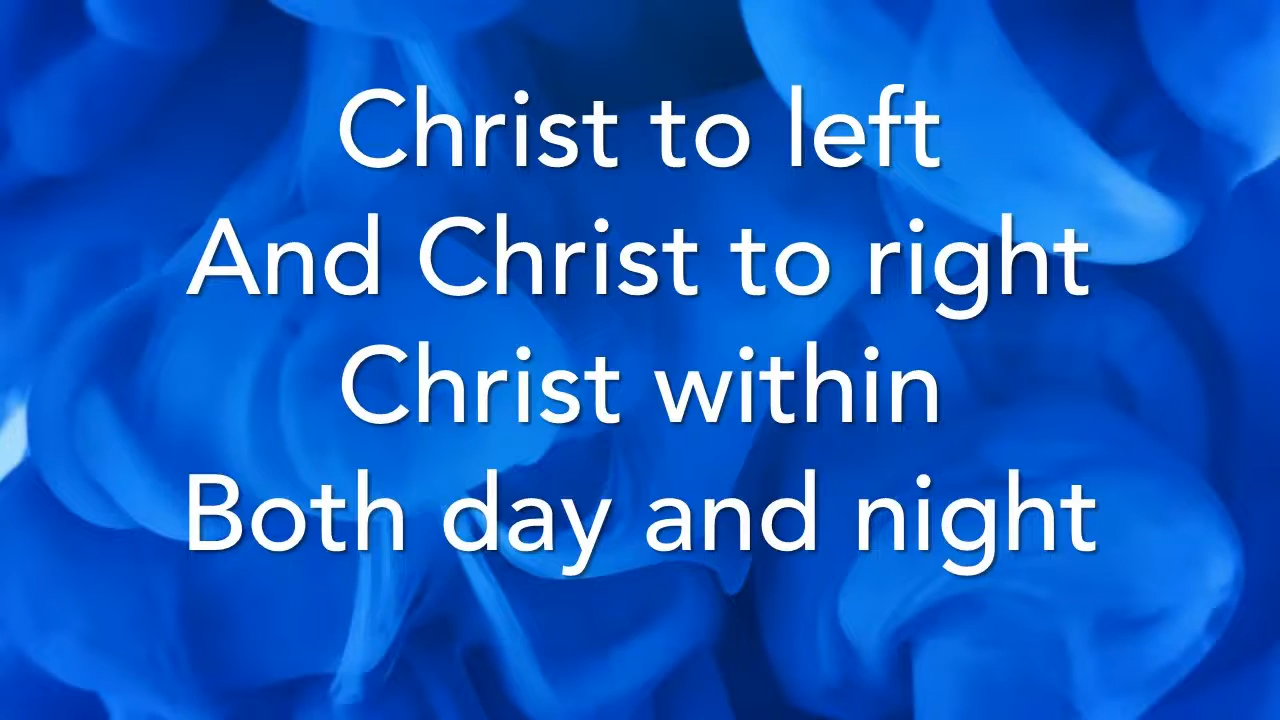 Christ to left
And Christ to right
Christ within
Both day and night